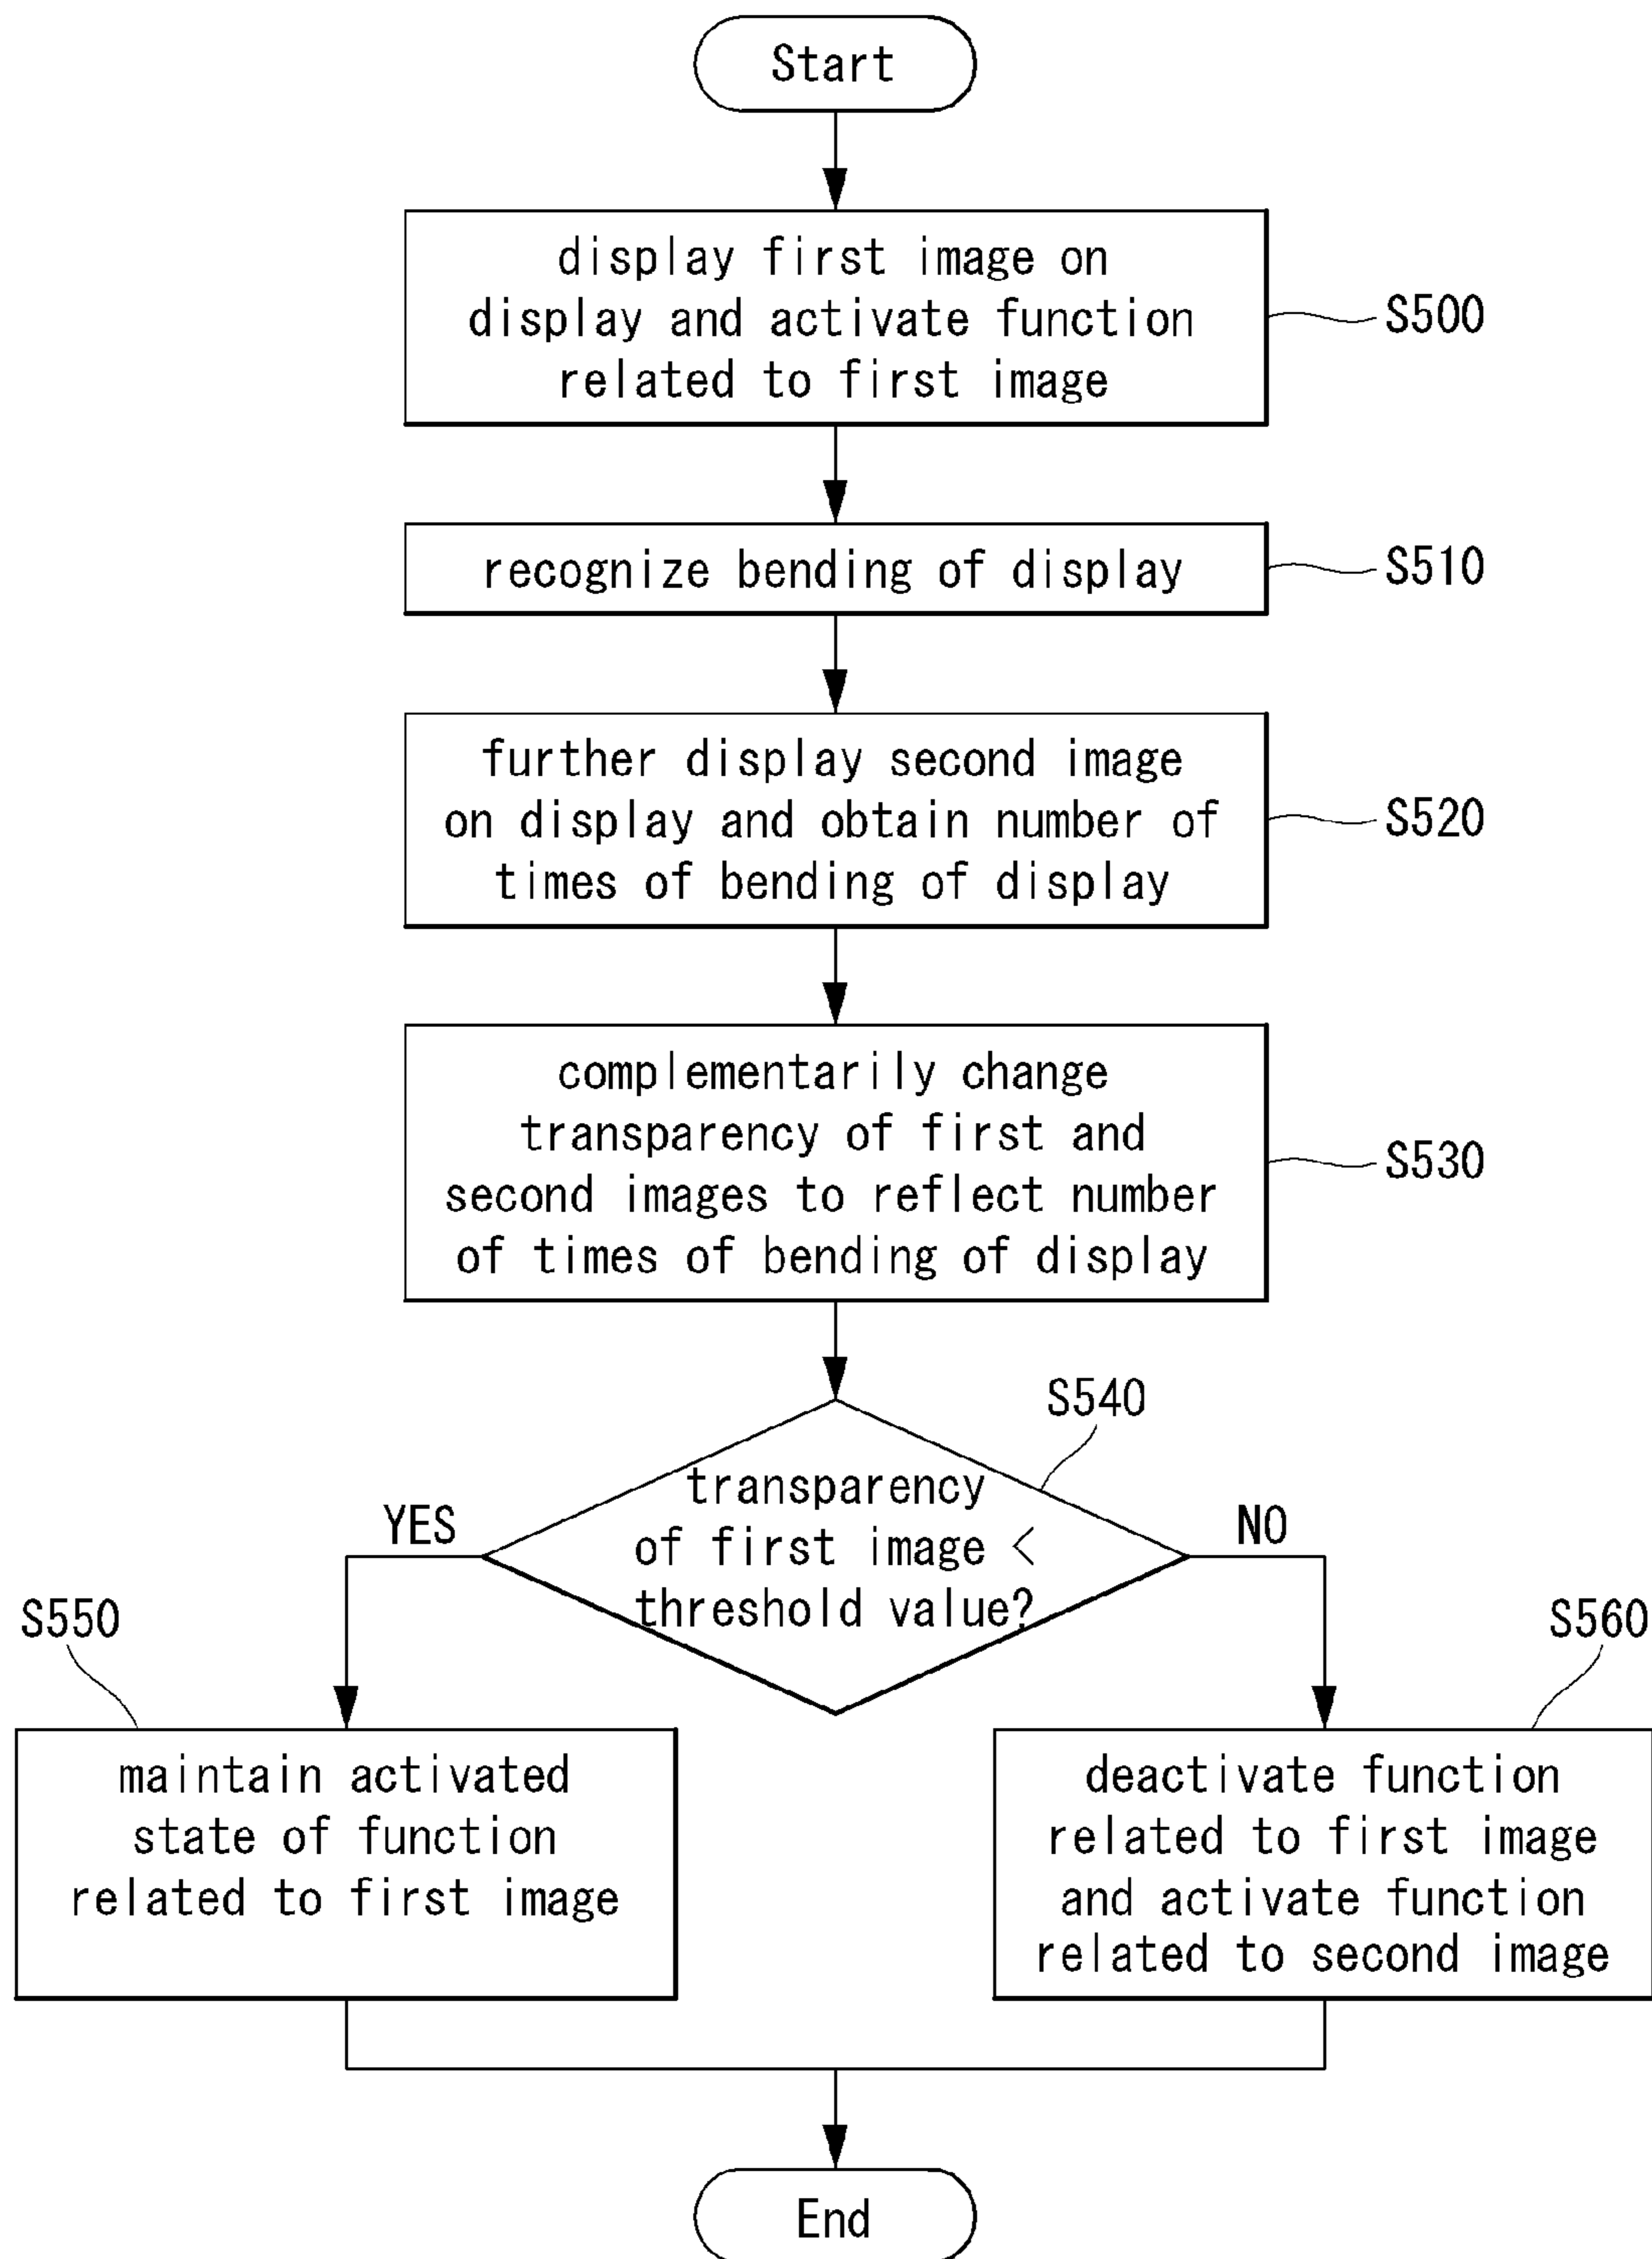 Start
display first image on
display and activate function
related to first image
S500
recognize bending of display
S510
further display second image
on display and obtain number of
times of bending of display
S520
complementarily change
transparency of first and
second images to reflect number
of times of bending of display
S530
S540
transparency
of first image <
threshold value?
YES
NO
S550
S560
maintain activated
state of function
related to first image
deactivate function
related to first image
and activate function
related to second image
End